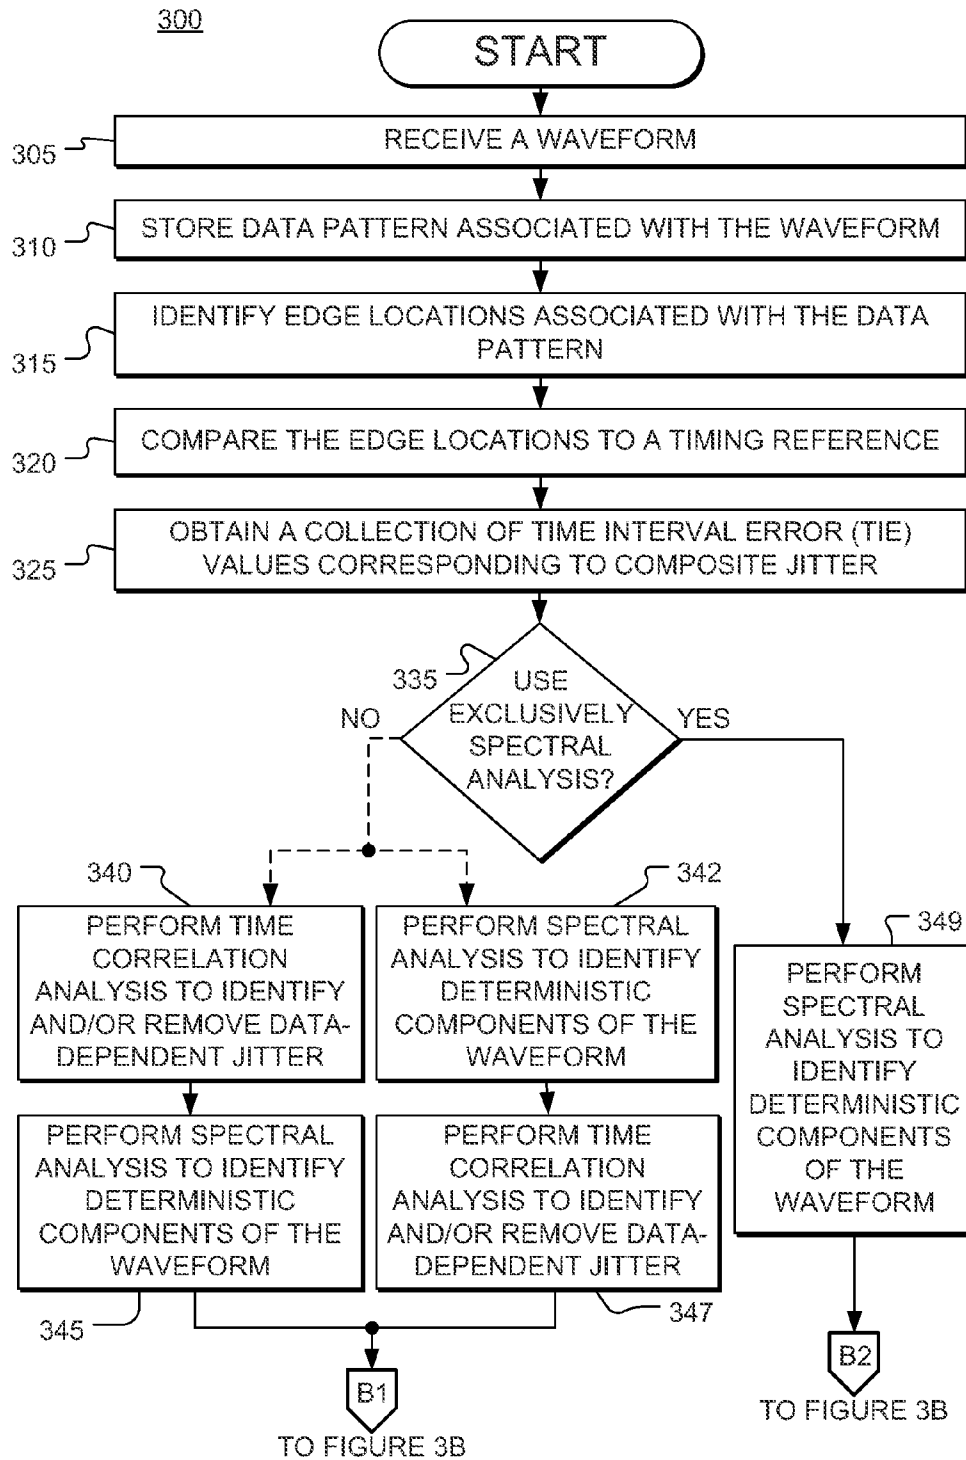 300
START
RECEIVE A WAVEFORM
305
STORE DATA PATTERN ASSOCIATED WITH THE WAVEFORM
310
IDENTIFY EDGE LOCATIONS ASSOCIATED WITH THE DATA
PATTERN
315
COMPARE THE EDGE LOCATIONS TO A TIMING REFERENCE
320
OBTAIN A COLLECTION OF TIME INTERVAL ERROR (TIE)
VALUES CORRESPONDING TO COMPOSITE JITTER
325
335
USE
EXCLUSIVELY
SPECTRAL
ANALYSIS?
NO
YES
340
PERFORM TIME
CORRELATION
ANALYSIS TO IDENTIFY
AND/OR REMOVE DATA-
DEPENDENT JITTER
342
PERFORM SPECTRAL
ANALYSIS TO IDENTIFY
DETERMINISTIC
COMPONENTS OF THE
WAVEFORM
349
PERFORM
SPECTRAL
ANALYSIS TO
IDENTIFY
DETERMINISTIC
COMPONENTS
OF THE
WAVEFORM
PERFORM SPECTRAL
ANALYSIS TO IDENTIFY
DETERMINISTIC
COMPONENTS OF THE
WAVEFORM
345
PERFORM TIME
CORRELATION
ANALYSIS TO IDENTIFY
AND/OR REMOVE DATA-
DEPENDENT JITTER
347
B1
TO FIGURE 3B
B2
TO FIGURE 3B